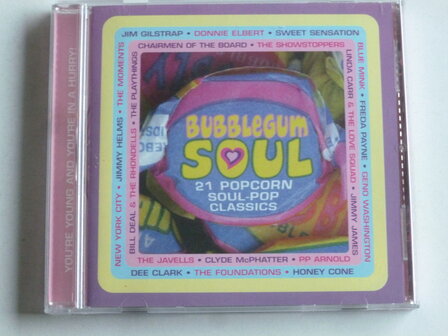 JIM GILSTRAP • DONNIE ELBERT • SWEET SENSATION
CHAIRMEN OF THE BOARD • THE SHOWSTOPPERS •
BLUE MINK • FREDA PAYNE • GENO WASHINGTON
LINDA CARR & THE LOVE SQUAD • JIMMY JAMES
BUBBLEGUM
SOUL
21 POPCORN
SOUL-POP
CLASSICS
THE JAVELLS • CLYDE McPHATTER • PP ARNOLD
DEE CLARK • THE FOUNDATIONS • HONEY CONE
NEW YORK CITY • JIMMY HELMS • THE MOMENTS
BILL DEAL & THE RHONDELLS • THE PLAYTHINGS
YOU'RE YOUNG AND YOU'RE IN A HURRY!